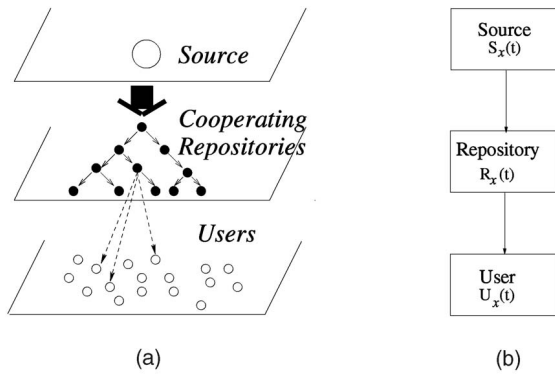 Source
Cooperating
Repositories
Users
(a)
Source
S_x(t)
Repository
R_x(t)
User
U_x(t)
(b)